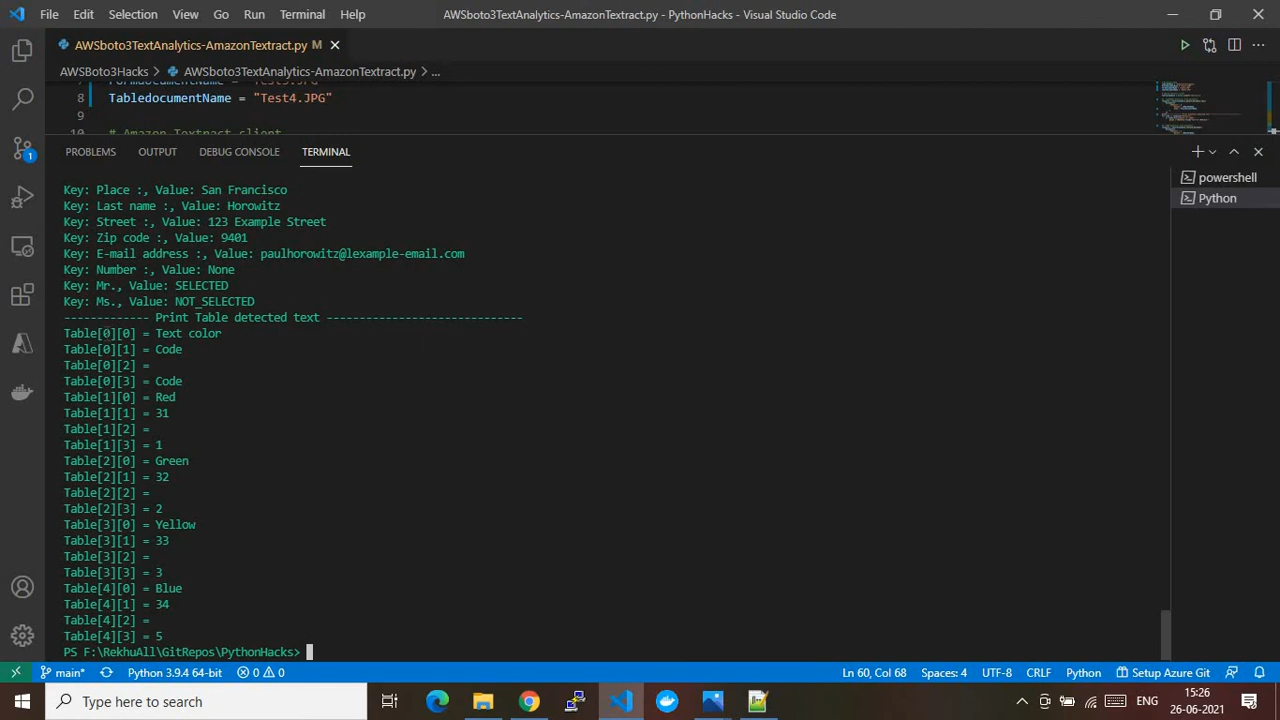 File Edit Selection View Go Run Terminal Help AWSboto3TextAnalytics-AmazonTextract.py - PythonHacks - Visual Studio Code
AWSboto3TextAnalytics-AmazonTextract.py M
AWSBoto3Hacks > AWSboto3TextAnalytics-AmazonTextract.py > ...
8 TabledocumentName = "Test4.JPG"
9
10 # Amazon Textract client
PROBLEMS OUTPUT DEBUG CONSOLE TERMINAL
powershell
Python
Key: Place :, Value: San Francisco
Key: Last name :, Value: Horowitz
Key: Street :, Value: 123 Example Street
Key: Zip code :, Value: 9401
Key: E-mail address :, Value: paulhorowitz@lexample-email.com
Key: Number :, Value: None
Key: Mr., Value: SELECTED
Key: Ms., Value: NOT_SELECTED
------------- Print Table detected text ------------------------------
Table[0][0] = Text color
Table[0][1] = Code
Table[0][2] =
Table[0][3] = Code
Table[1][0] = Red
Table[1][1] = 31
Table[1][2] =
Table[1][3] = 1
Table[2][0] = Green
Table[2][1] = 32
Table[2][2] =
Table[2][3] = 2
Table[3][0] = Yellow
Table[3][1] = 33
Table[3][2] =
Table[3][3] = 3
Table[4][0] = Blue
Table[4][1] = 34
Table[4][2] =
Table[4][3] = 5
PS F:\RekhuAll\GitRepos\PythonHacks>
1
main* Python 3.9.4 64-bit 0 0 Ln 60, Col 68 Spaces: 4 UTF-8 CRLF Python Setup Azure Git
Type here to search
ENG
15:26
26-06-2021